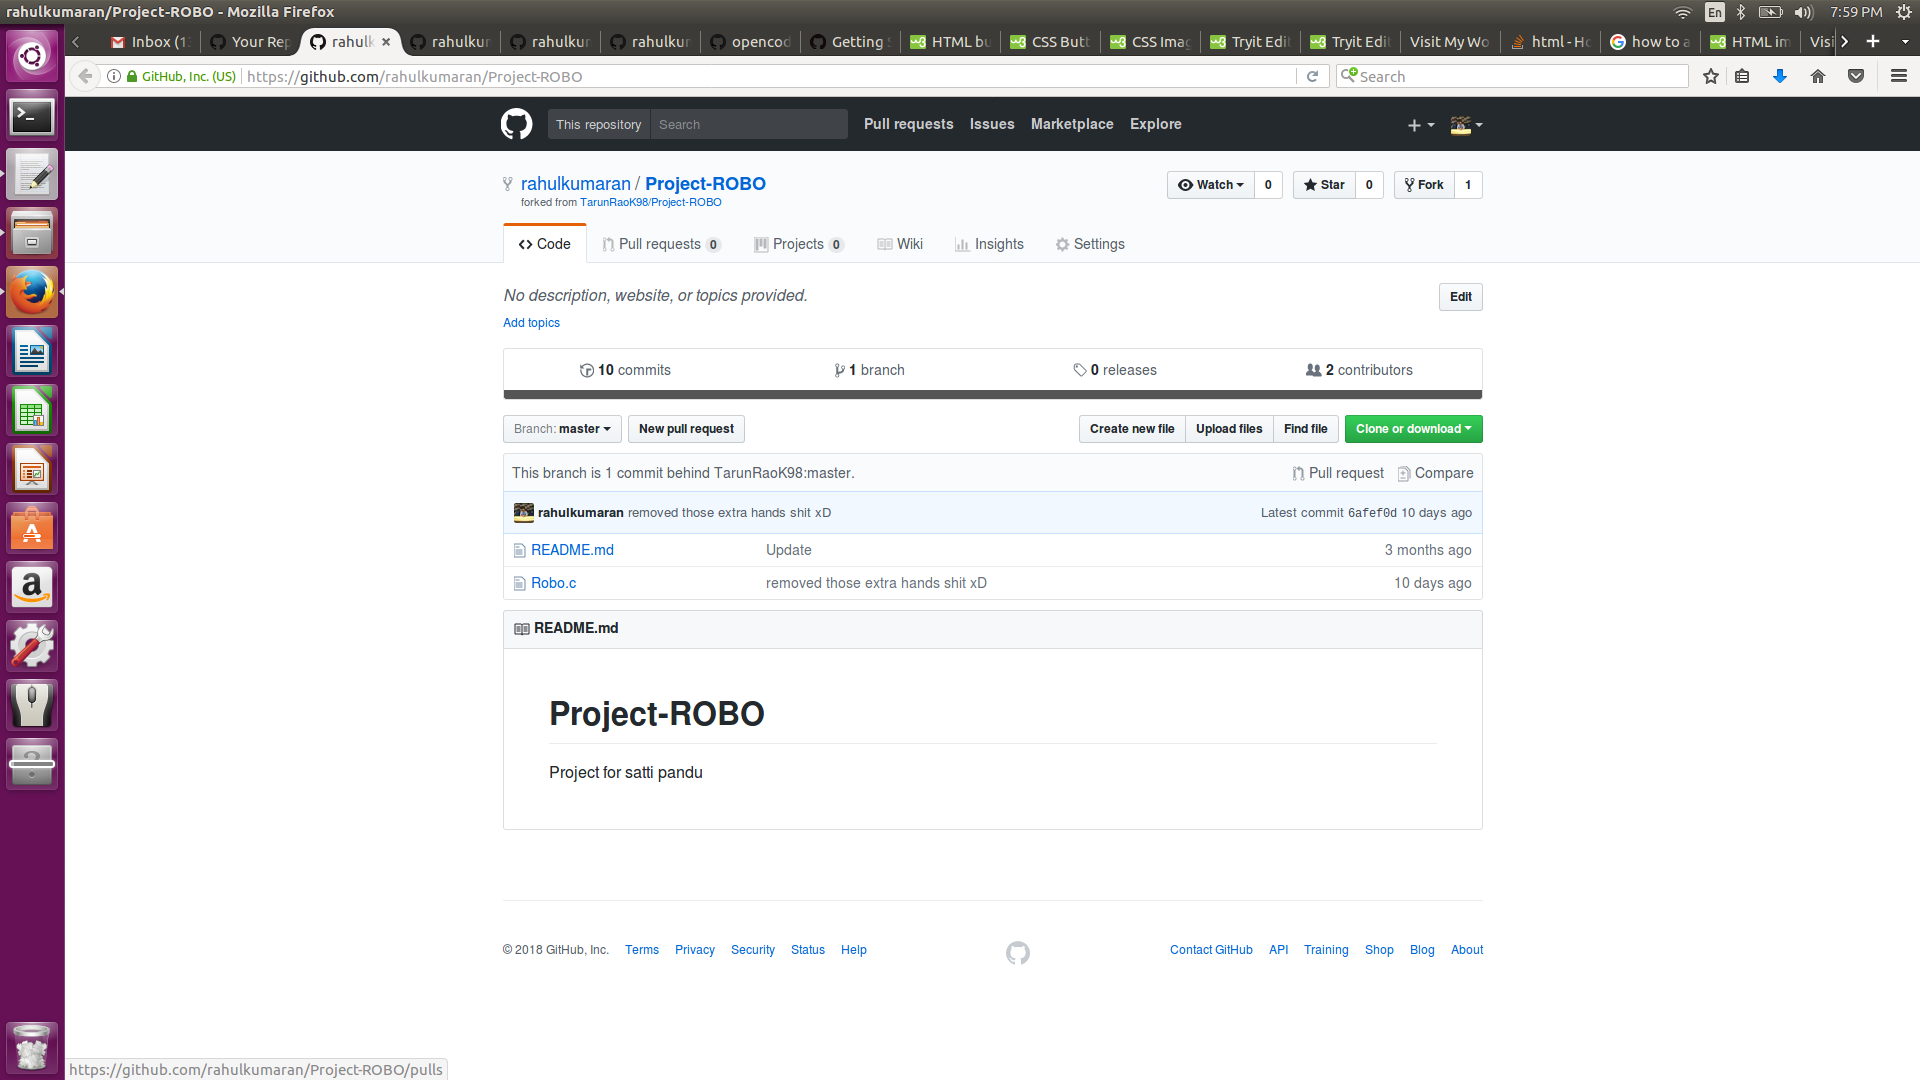 rahulkumaran/Project-ROBO - Mozilla Firefox
En
7:59 PM
Inbox (1
Your Rep
rahulk
rahulkur
rahulkur
rahulkur
opencod
Getting
HTML bu
CSS Butt
CSS Imag
Tryit Edit
Tryit Edit
Visit My Wo
html - Ho
how to a
HTML im
Visi
GitHub, Inc. (US)
https://github.com/rahulkumaran/Project-ROBO
Search
This repository
Search
Pull requests
Issues
Marketplace
Explore
rahulkumaran / Project-ROBO
forked from TarunRaoK98/Project-ROBO
Watch 0
Star 0
Fork 1
Code
Pull requests 0
Projects 0
Wiki
Insights
Settings
No description, website, or topics provided.
Edit
Add topics
10 commits
1 branch
0 releases
2 contributors
Branch: master
New pull request
Create new file
Upload files
Find file
Clone or download
This branch is 1 commit behind TarunRaoK98:master.
Pull request
Compare
rahulkumaran removed those extra hands shit xD
Latest commit 6afef0d 10 days ago
README.md
Update
3 months ago
Robo.c
removed those extra hands shit xD
10 days ago
README.md
Project-ROBO
Project for satti pandu
© 2018 GitHub, Inc.
Terms
Privacy
Security
Status
Help
Contact GitHub
API
Training
Shop
Blog
About
https://github.com/rahulkumaran/Project-ROBO/pulls